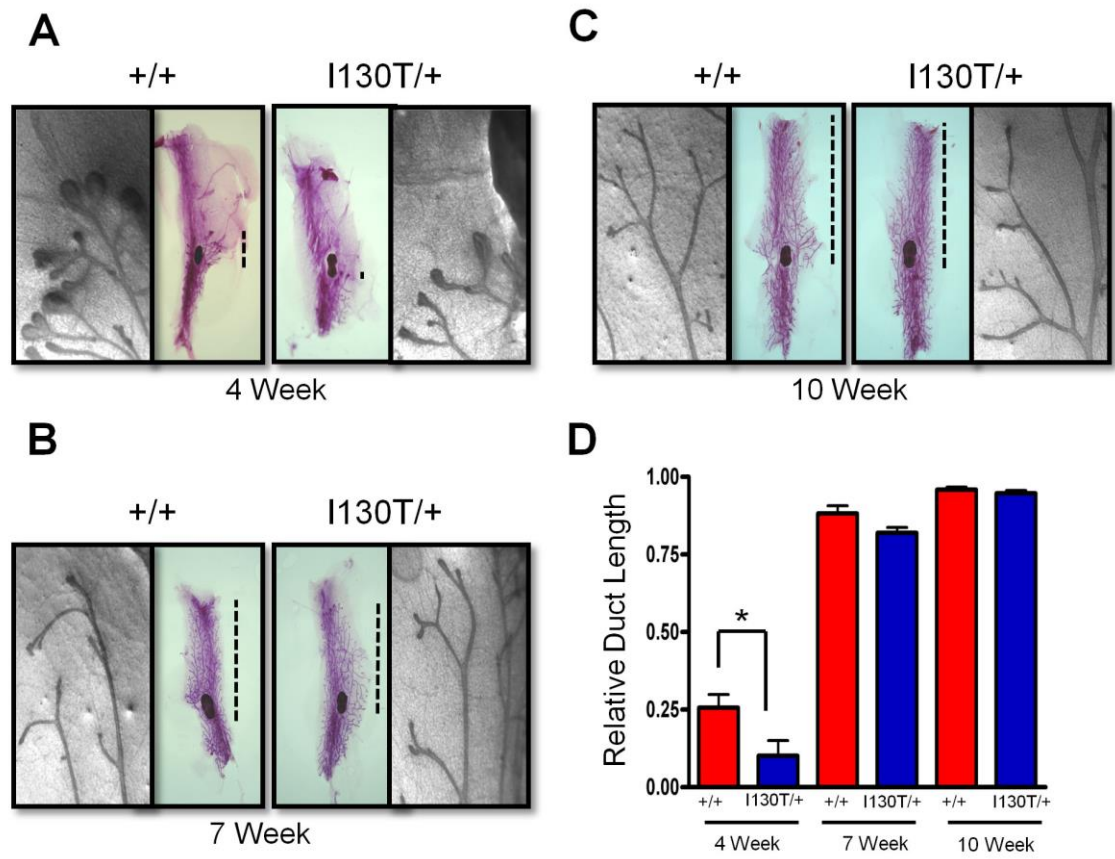 A
+/+ I130T/+
4 Week
B
+/+ I130T/+
7 Week
C
+/+ I130T/+
10 Week
D
Relative Duct Length
1.00
0.75
0.50
0.25
0.00
*
+/+ I130T/+ +/+ I130T/+ +/+ I130T/+
4 Week 7 Week 10 Week